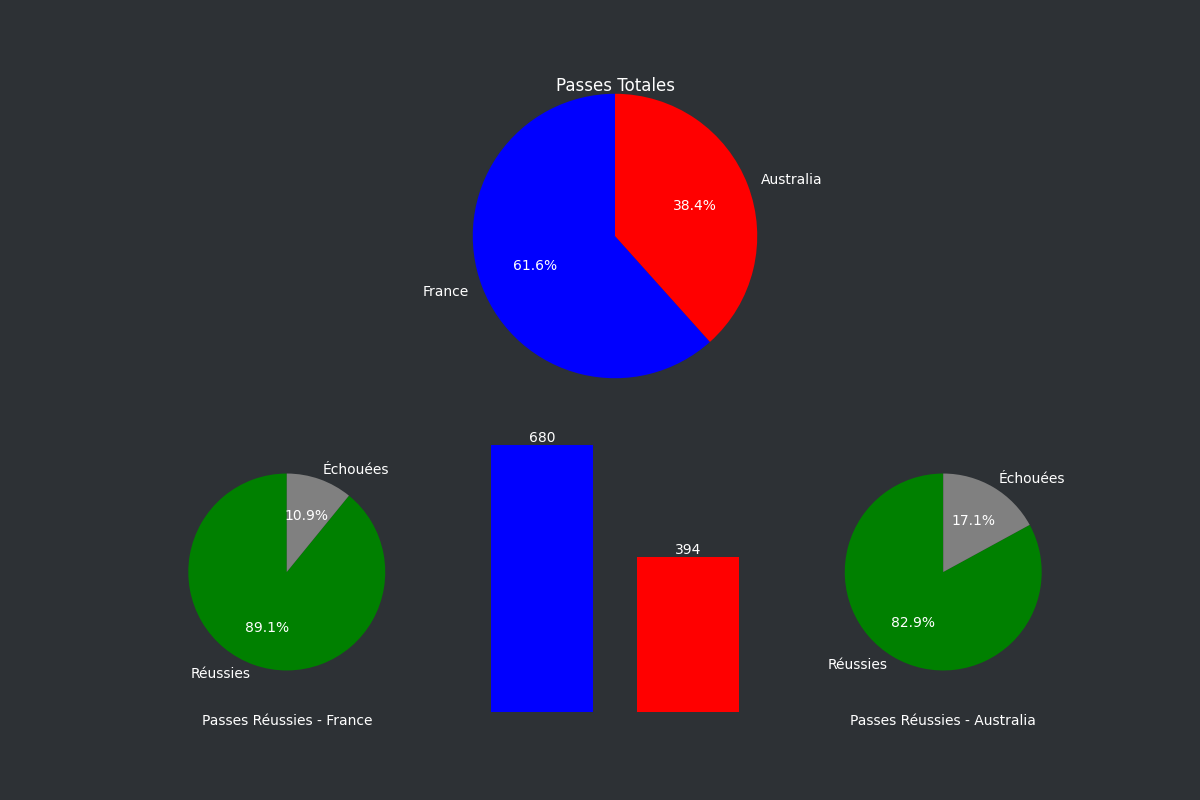 Passes Totales
Australia
38.4%
61.6%
France
680
Échouées
10.9%
89.1%
Réussies
Passes Réussies - France
394
Échouées
17.1%
82.9%
Réussies
Passes Réussies - Australia